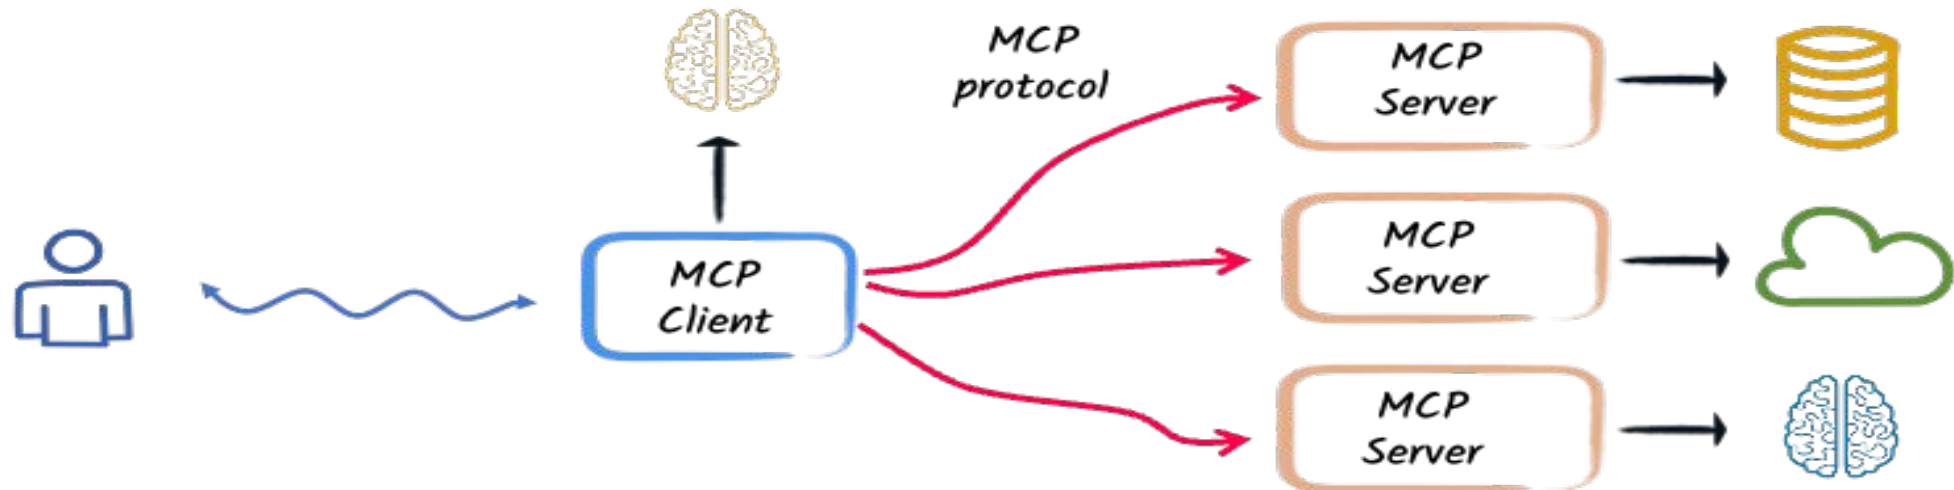 MCP
protocol
MCP
Server
MCP
Server
MCP
Client
MCP
Server